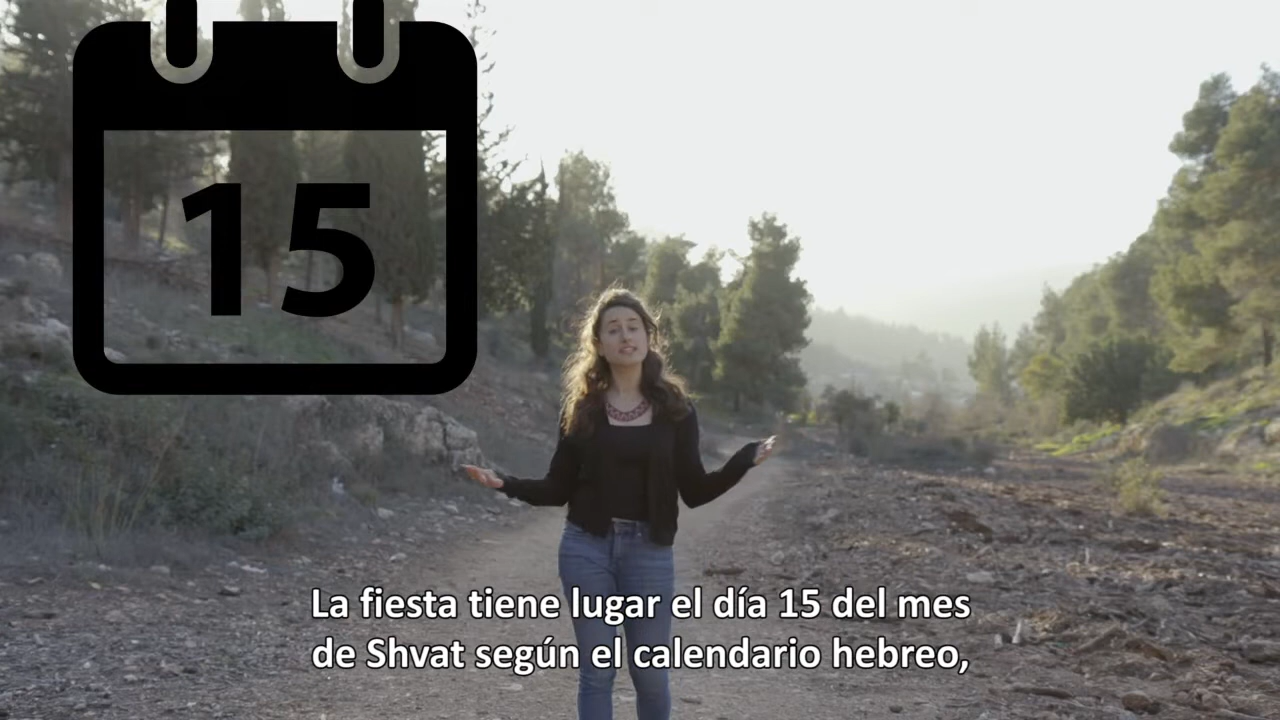 15
La fiesta tiene lugar el día 15 del mes
de Shvat según el calendario hebreo,